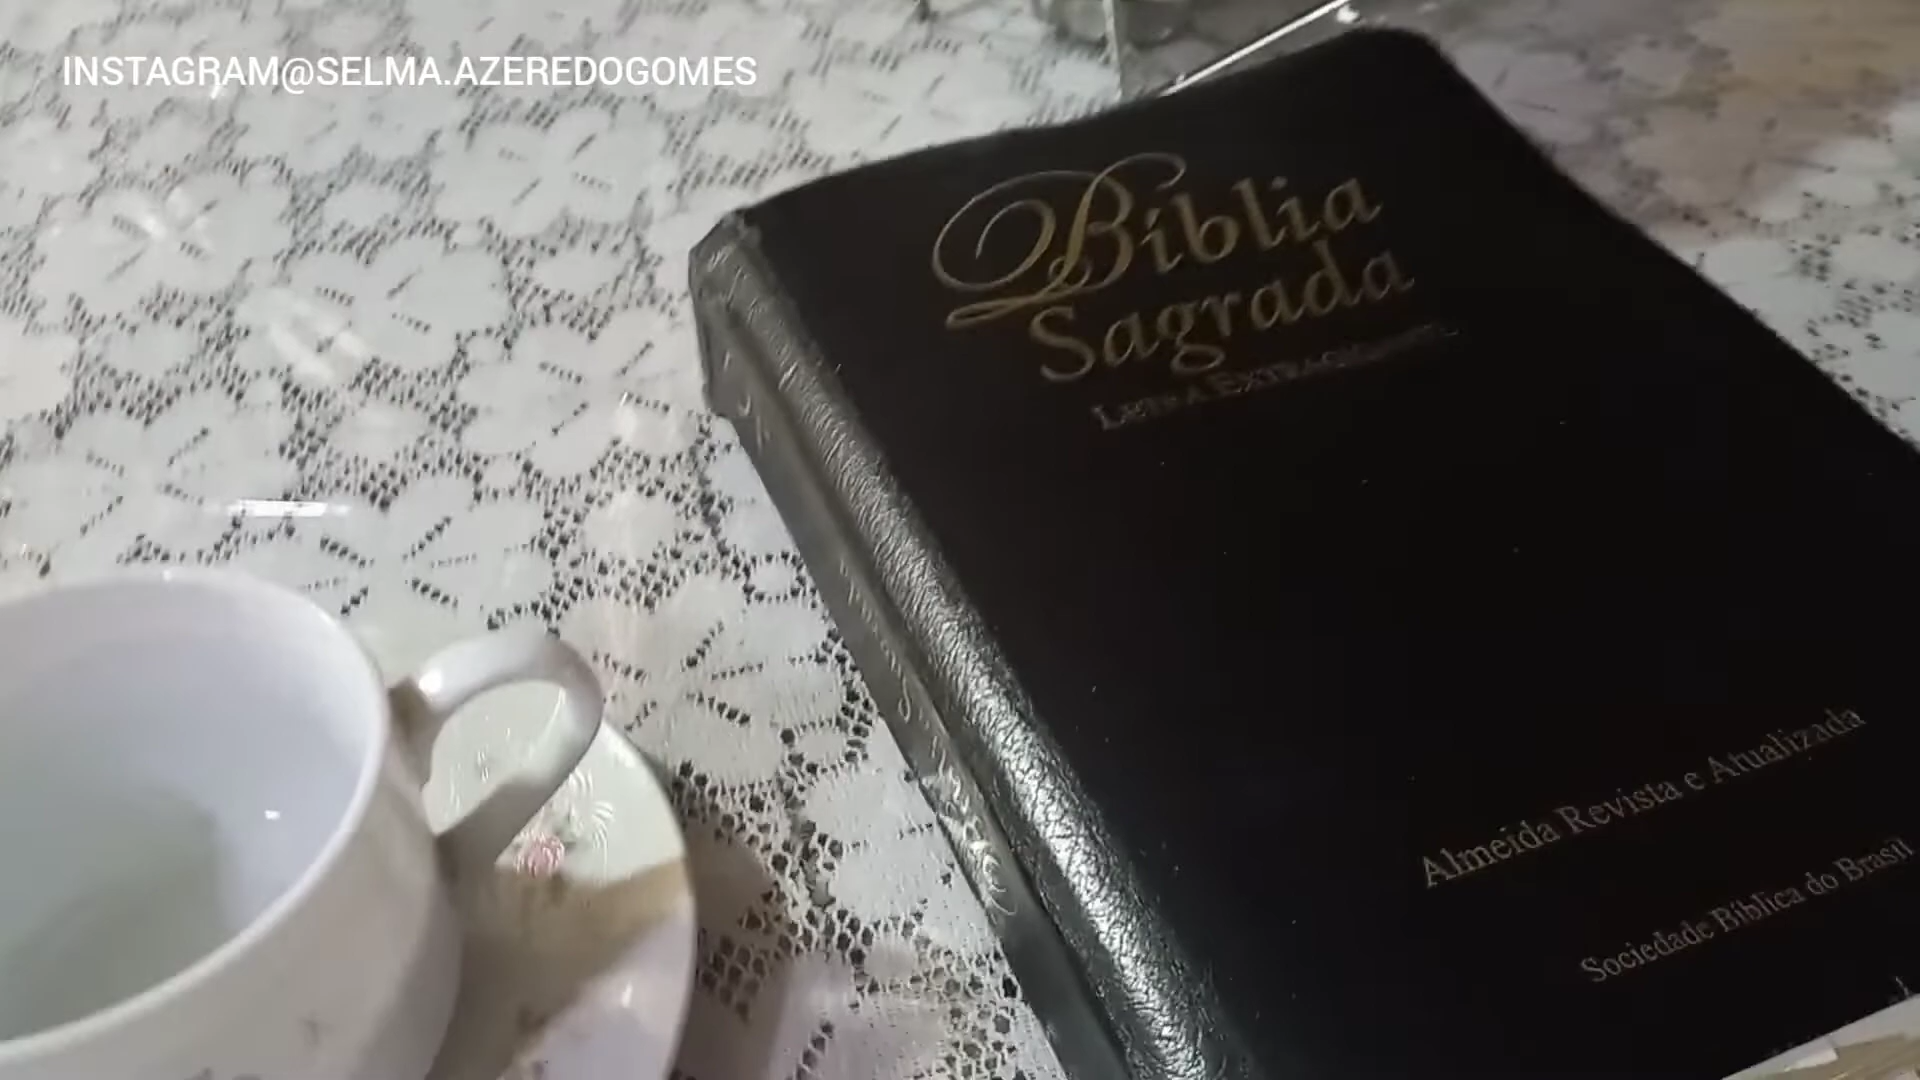 INSTAGRAM@SELMA.AZEREDOGOMES
Bíblia
Sagrada
Almeida Revista e Atualizada
Sociedade Bíblica do Brasil